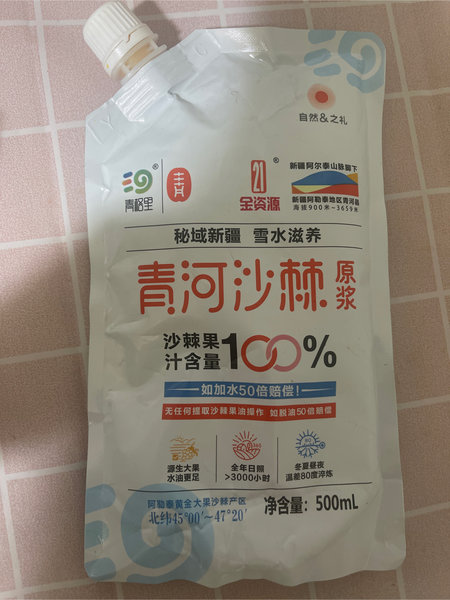 自然&之礼
青格里
青
21
金资源
新疆阿尔泰山脉脚下
新疆阿勒泰地区青河县
海拔900米~3659米
秘域新疆 雪水滋养
青河沙棘原浆
沙棘果汁含量100%
如加水50倍赔偿!
无任何提取沙棘果油操作 如脱油50倍赔偿
源生大果
水油更足
全年日照
>3000小时
冬夏昼夜
温差80度淬炼
阿勒泰黄金大果沙棘产区
北纬45°00′~47°20′
净含量: 500mL